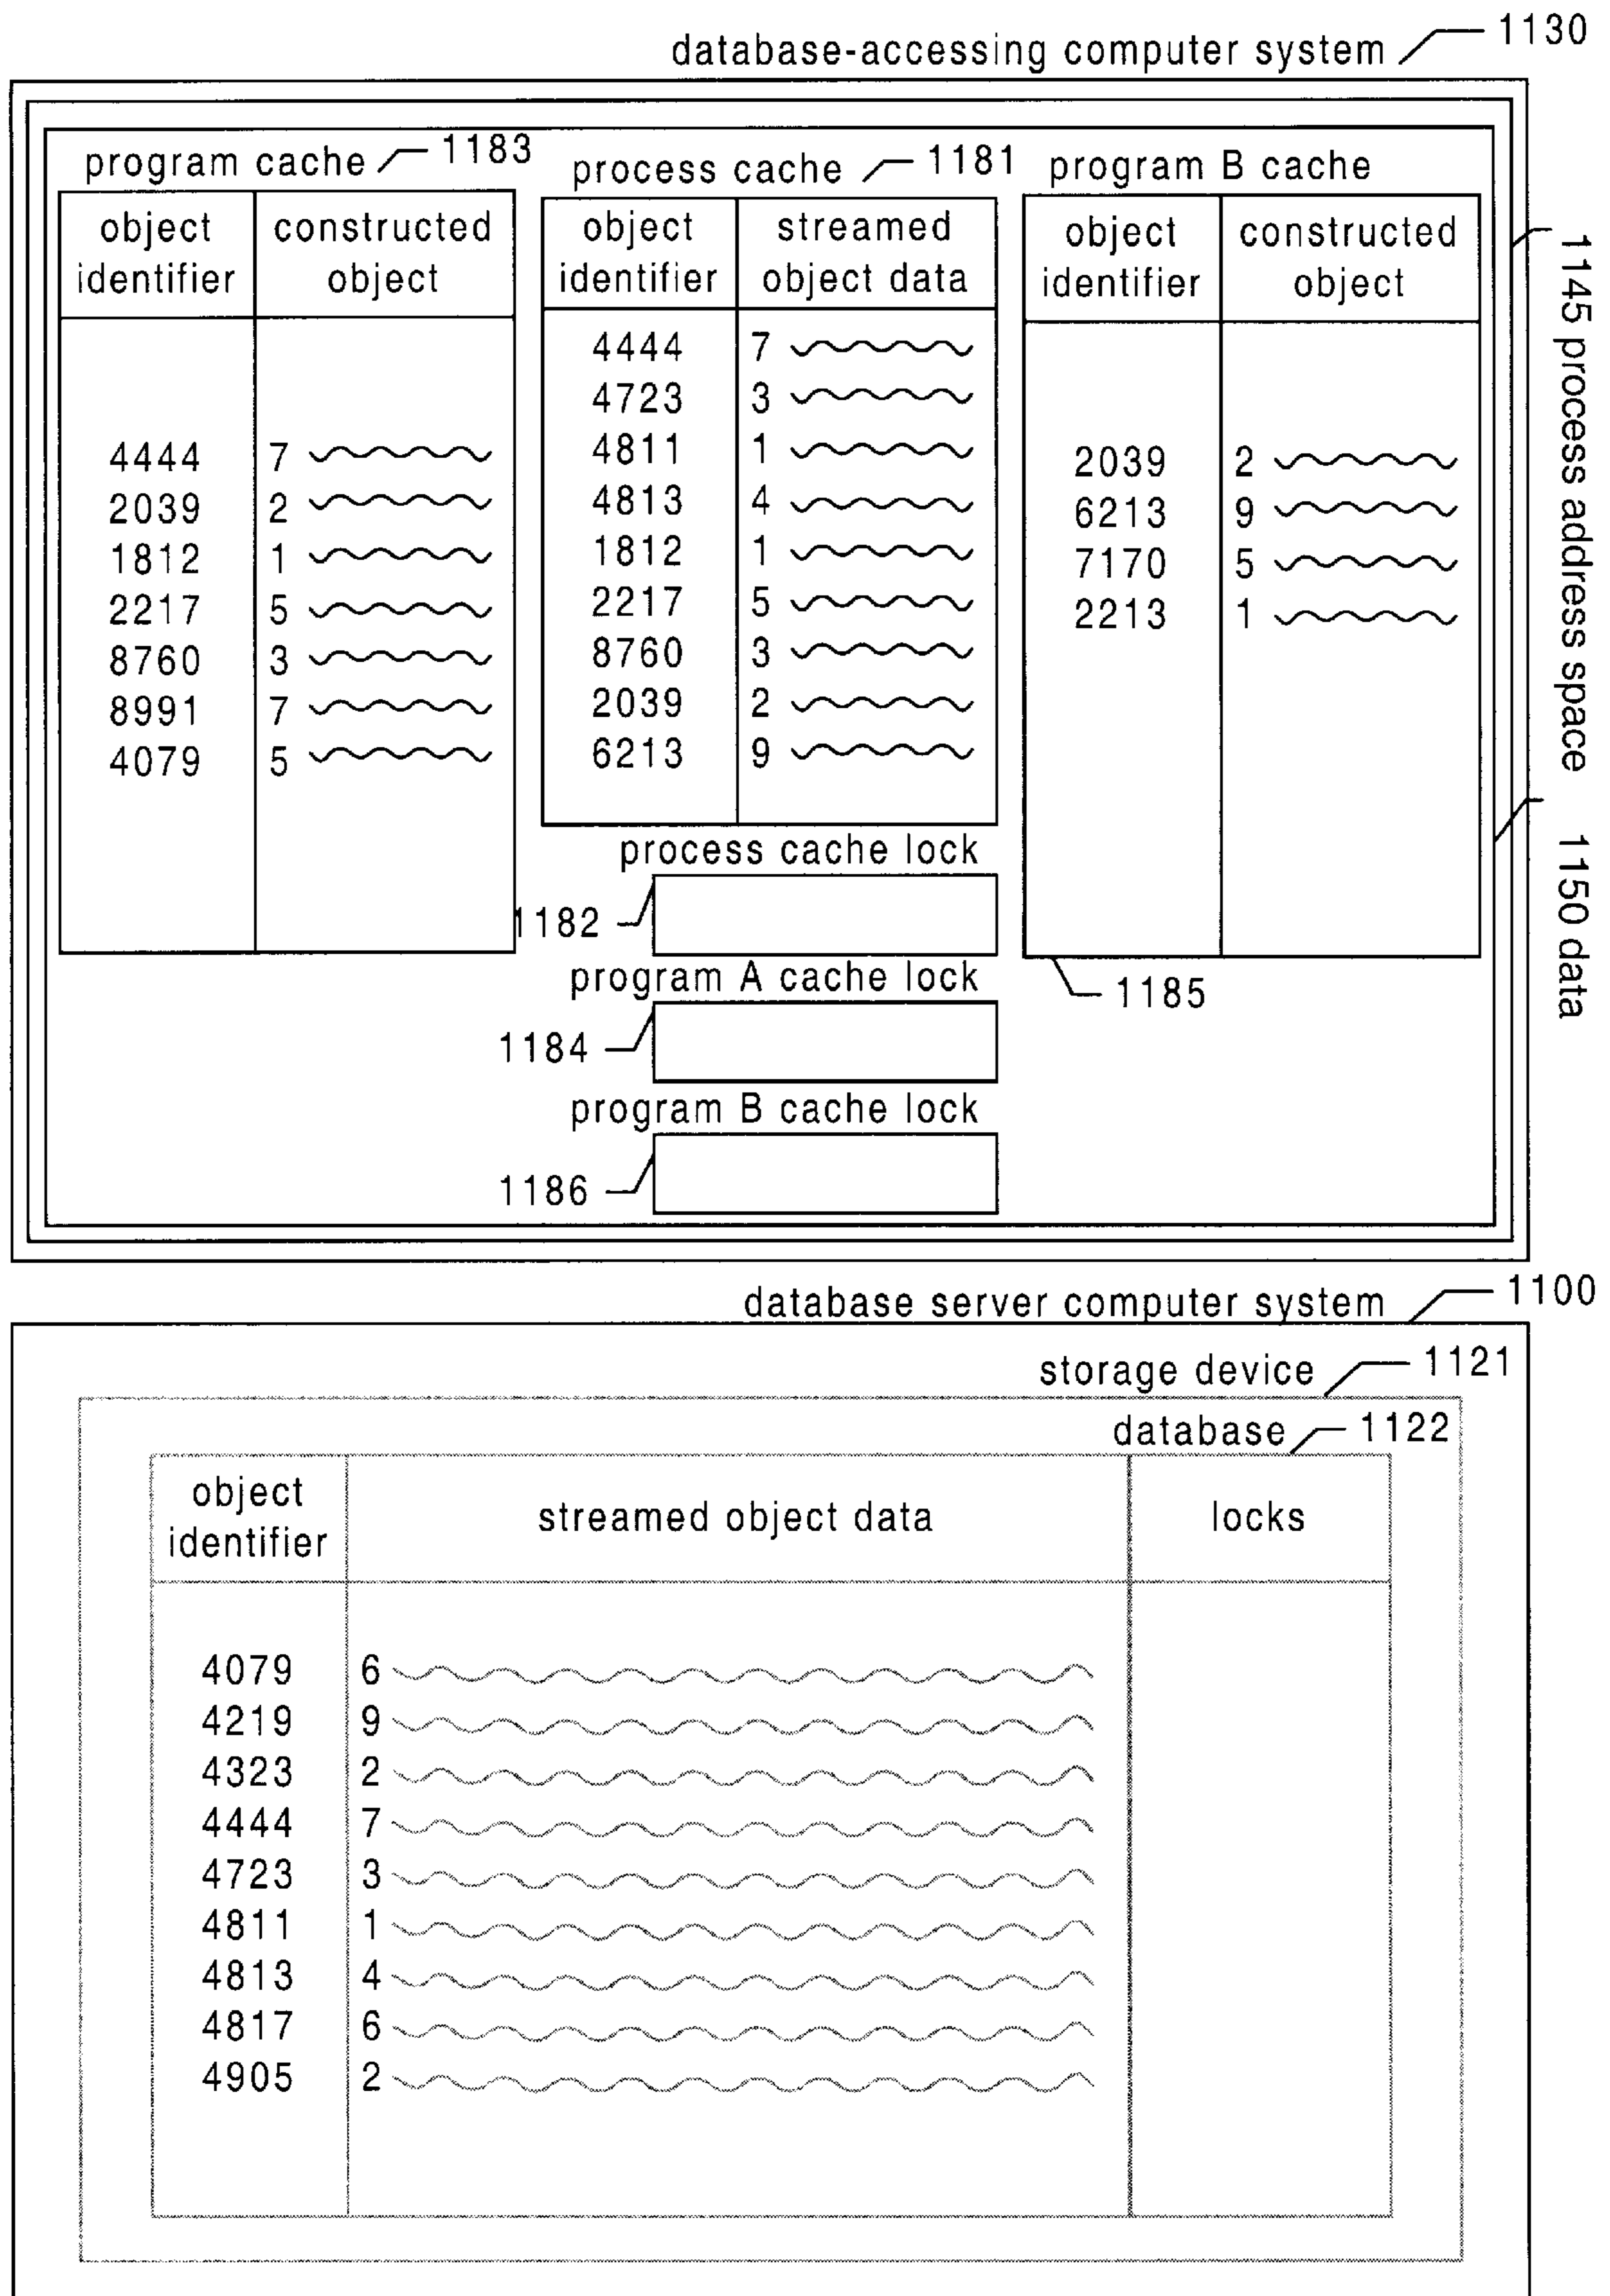 database-accessing computer system 1130
program cache 1183
object identifier constructed object
4444 7
2039 2
1812 1
2217 5
8760 3
8991 7
4079 5
process cache 1181
object identifier streamed object data
4444 7
4723 3
4811 1
4813 4
1812 1
2217 5
8760 3
2039 2
6213 9
program B cache
object identifier constructed object
2039 2
6213 9
7170 5
2213 1
1185
1145 process address space
1150 data
process cache lock
1182
program A cache lock
1184
program B cache lock
1186
database server computer system 1100
storage device 1121
database 1122
object identifier streamed object data locks
4079 6
4219 9
4323 2
4444 7
4723 3
4811 1
4813 4
4817 6
4905 2